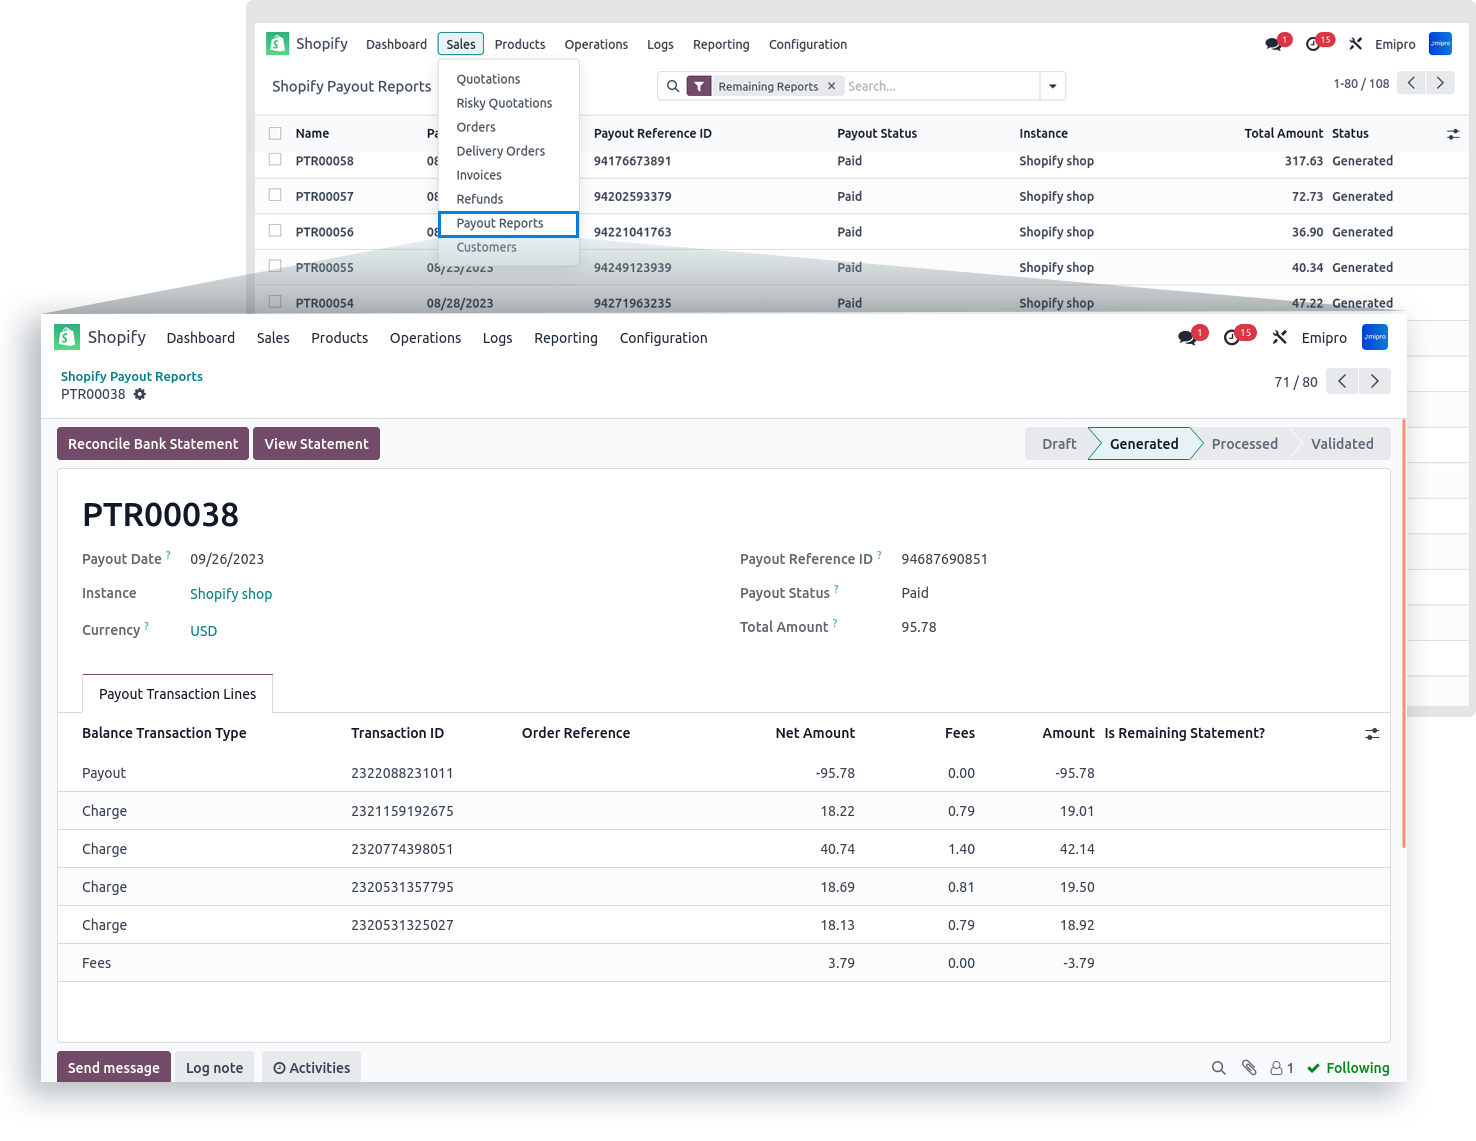 Shopify Dashboard Sales Products Operations Logs Reporting Configuration 1 15 Emipro
Shopify Payout Reports Remaining Reports × Search... 1-80 / 108
Quotations
Risky Quotations
Orders
Delivery Orders
Invoices
Refunds
Payout Reports
Customers
Name Pa Payout Reference ID Payout Status Instance Total Amount Status
PTR00058 08 94176673891 Paid Shopify shop 317.63 Generated
PTR00057 08 94202593379 Paid Shopify shop 72.73 Generated
PTR00056 08 94221041763 Paid Shopify shop 36.90 Generated
PTR00055 08/25/2023 94249123939 Paid Shopify shop 40.34 Generated
PTR00054 08/28/2023 94271963235 Paid Shopify shop 47.22 Generated
Shopify Dashboard Sales Products Operations Logs Reporting Configuration 1 15 Emipro
Shopify Payout Reports
PTR00038 71 / 80
Reconcile Bank Statement View Statement Draft Generated Processed Validated
PTR00038
Payout Date ? 09/26/2023 Payout Reference ID ? 94687690851
Instance Shopify shop Payout Status ? Paid
Currency ? USD Total Amount ? 95.78
Payout Transaction Lines
Balance Transaction Type Transaction ID Order Reference Net Amount Fees Amount Is Remaining Statement?
Payout 2322088231011 -95.78 0.00 -95.78
Charge 2321159192675 18.22 0.79 19.01
Charge 2320774398051 40.74 1.40 42.14
Charge 2320531357795 18.69 0.81 19.50
Charge 2320531325027 18.13 0.79 18.92
Fees 3.79 0.00 -3.79
Send message Log note Activities 1 Following